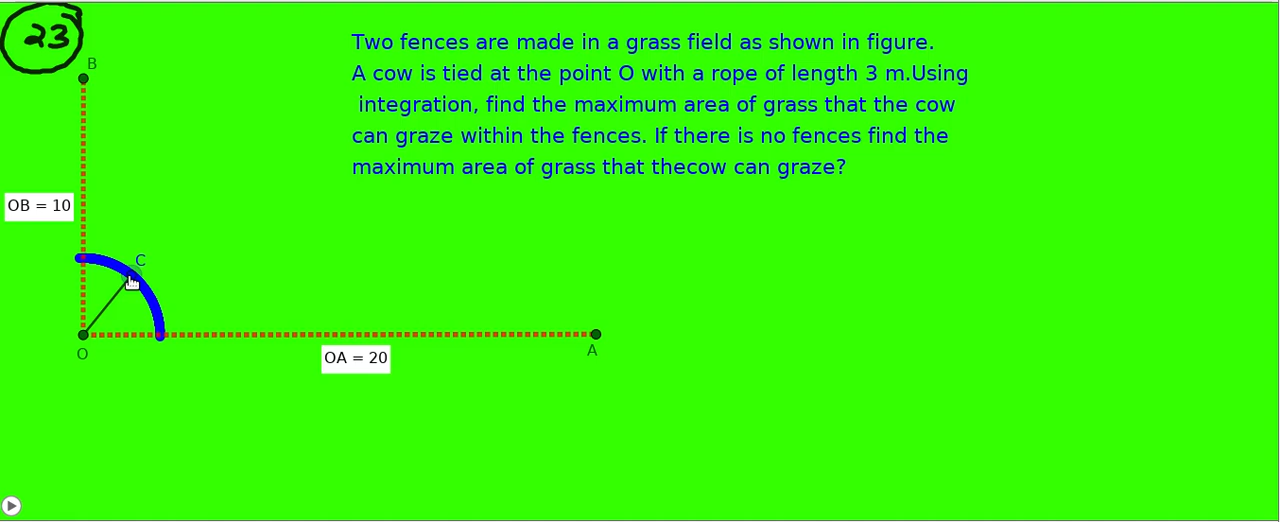 23
Two fences are made in a grass field as shown in figure.
A cow is tied at the point O with a rope of length 3 m.Using
integration, find the maximum area of grass that the cow
can graze within the fences. If there is no fences find the
maximum area of grass that thecow can graze?
B
OB = 10
C
O
OA = 20
A